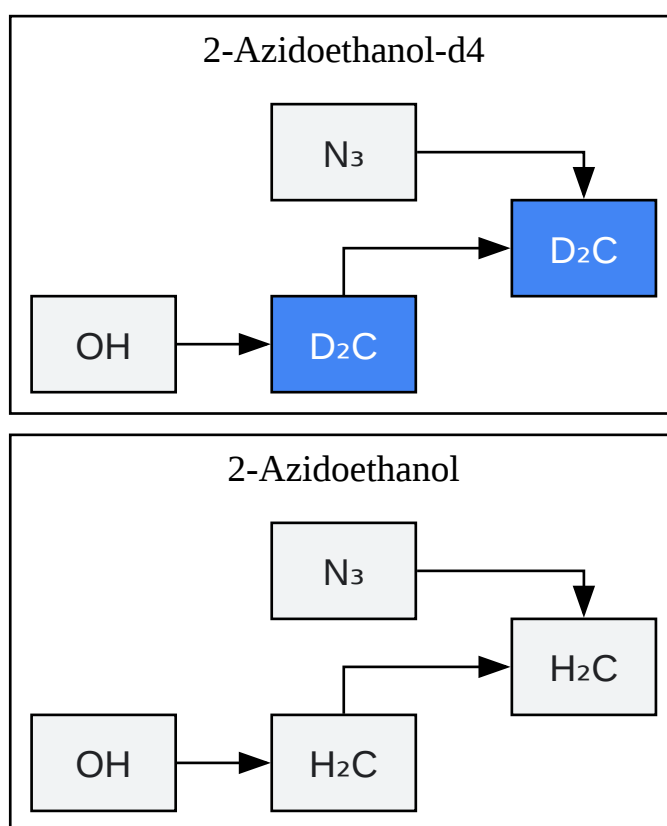 2-Azidoethanol-d4
N₃
D₂C
OH
D₂C
2-Azidoethanol
N₃
H₂C
OH
H₂C